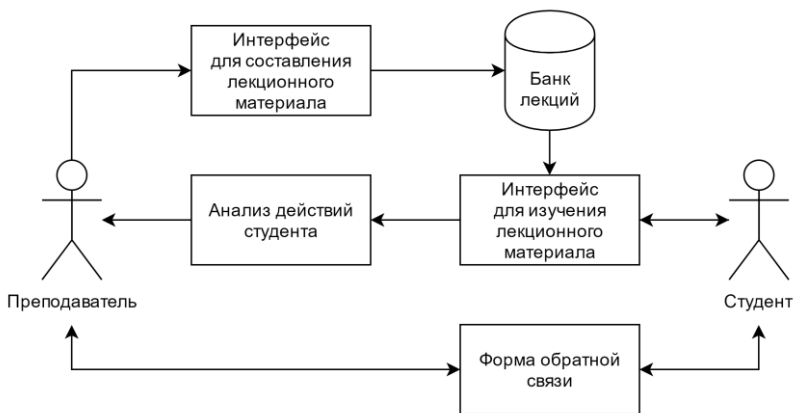 Интерфейс
для составления
лекционного
материала
Банк
лекций
Анализ действий
студента
Интерфейс
для изучения
лекционного
материала
Преподаватель
Студент
Форма обратной
связи